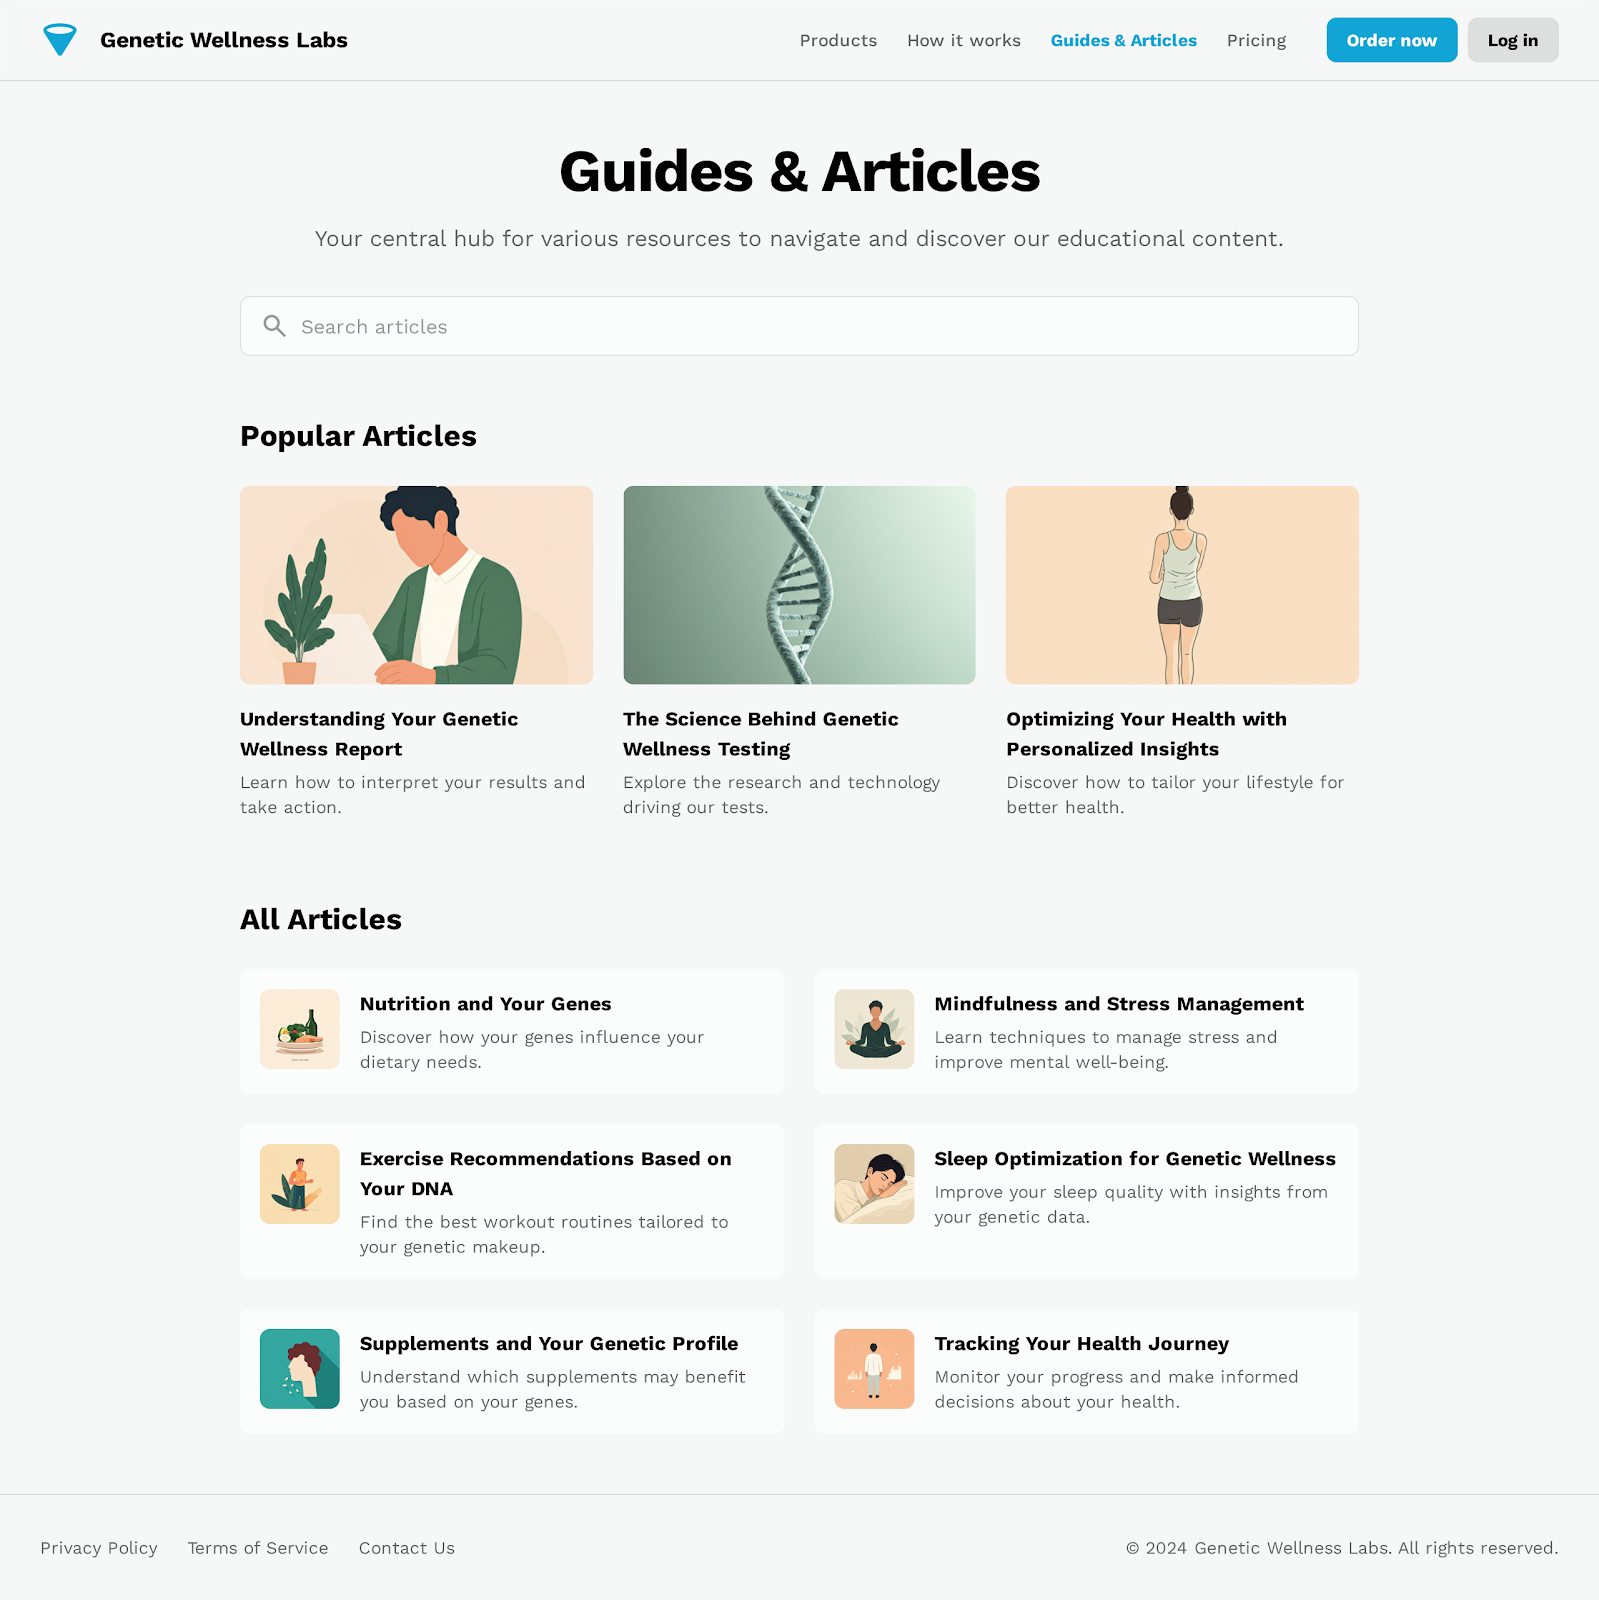 Genetic Wellness Labs
Products
How it works
Guides & Articles
Pricing
Order now
Log in
Guides & Articles
Your central hub for various resources to navigate and discover our educational content.
Search articles
Popular Articles
Understanding Your Genetic
Wellness Report
Learn how to interpret your results and
take action.
The Science Behind Genetic
Wellness Testing
Explore the research and technology
driving our tests.
Optimizing Your Health with
Personalized Insights
Discover how to tailor your lifestyle for
better health.
All Articles
Nutrition and Your Genes
Discover how your genes influence your
dietary needs.
Mindfulness and Stress Management
Learn techniques to manage stress and
improve mental well-being.
Exercise Recommendations Based on
Your DNA
Find the best workout routines tailored to
your genetic makeup.
Sleep Optimization for Genetic Wellness
Improve your sleep quality with insights from
your genetic data.
Supplements and Your Genetic Profile
Understand which supplements may benefit
you based on your genes.
Tracking Your Health Journey
Monitor your progress and make informed
decisions about your health.
Privacy Policy
Terms of Service
Contact Us
© 2024 Genetic Wellness Labs. All rights reserved.